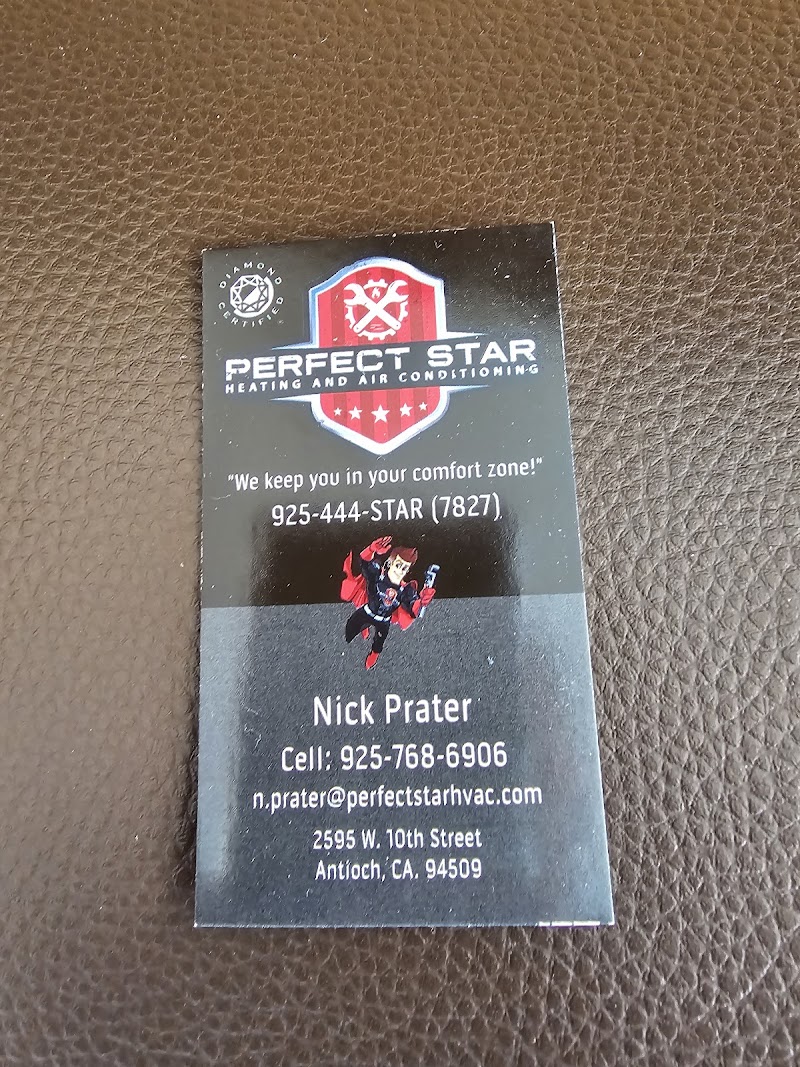 DIAMOND CERTIFIED
PERFECT STAR
HEATING AND AIR CONDITIONING
"We keep you in your comfort zone!"
925-444-STAR (7827)
Nick Prater
Cell: 925-768-6906
n.prater@perfectstarhvac.com
2595 W. 10th Street
Antioch, CA. 94509